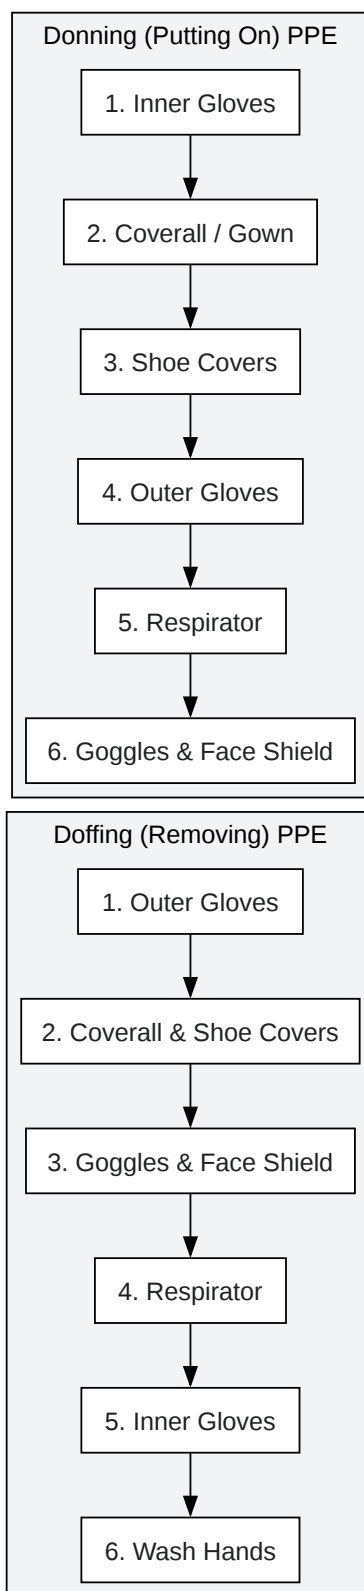 Donning (Putting On) PPE
1. Inner Gloves
2. Coverall / Gown
3. Shoe Covers
4. Outer Gloves
5. Respirator
6. Goggles & Face Shield
Doffing (Removing) PPE
1. Outer Gloves
2. Coverall & Shoe Covers
3. Goggles & Face Shield
4. Respirator
5. Inner Gloves
6. Wash Hands